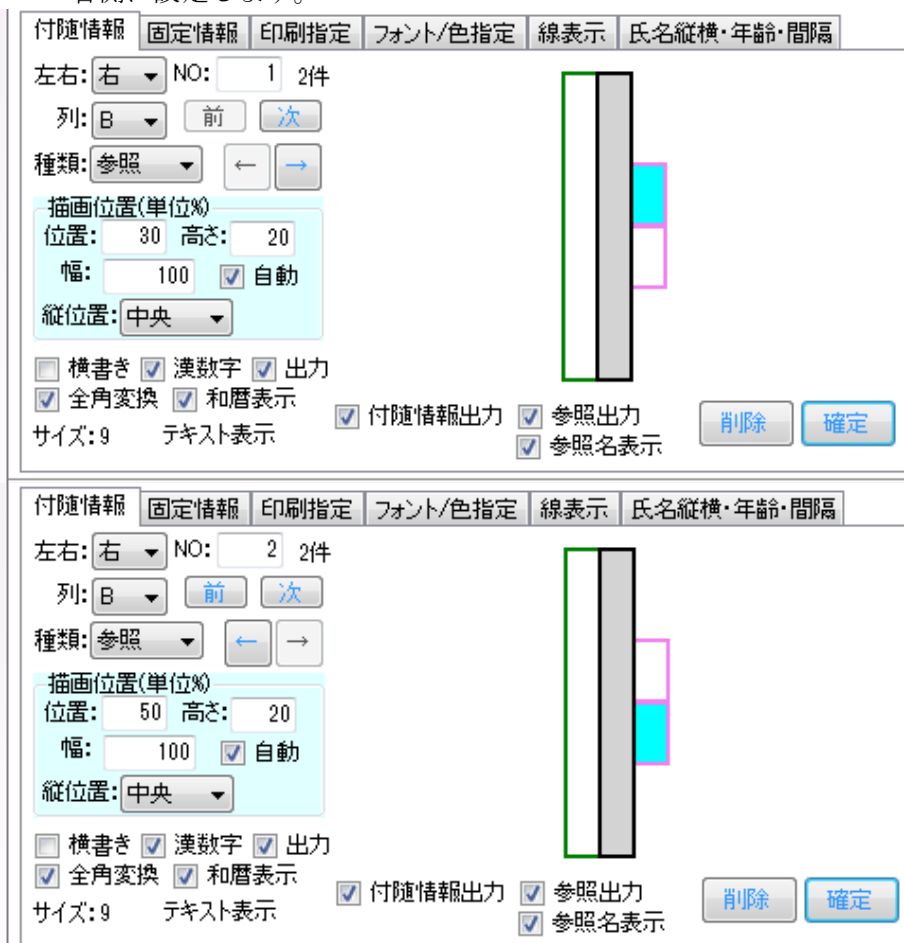 右側に設定します。
付随情報 固定情報 印刷指定 フォント/色指定 線表示 氏名縦横・年齢・間隔
左右: 右 NO: 1 2件
列: B 前 次
種類: 参照 ← →
描画位置(単位%)
位置: 30 高さ: 20
幅: 100 自動
縦位置: 中央
横書き 漢数字 出力
全角変換 和暦表示
サイズ:9 テキスト表示
付随情報出力 参照出力
参照名表示
削除 確定
付随情報 固定情報 印刷指定 フォント/色指定 線表示 氏名縦横・年齢・間隔
左右: 右 NO: 2 2件
列: B 前 次
種類: 参照 ← →
描画位置(単位%)
位置: 50 高さ: 20
幅: 100 自動
縦位置: 中央
横書き 漢数字 出力
全角変換 和暦表示
サイズ:9 テキスト表示
付随情報出力 参照出力
参照名表示
削除 確定